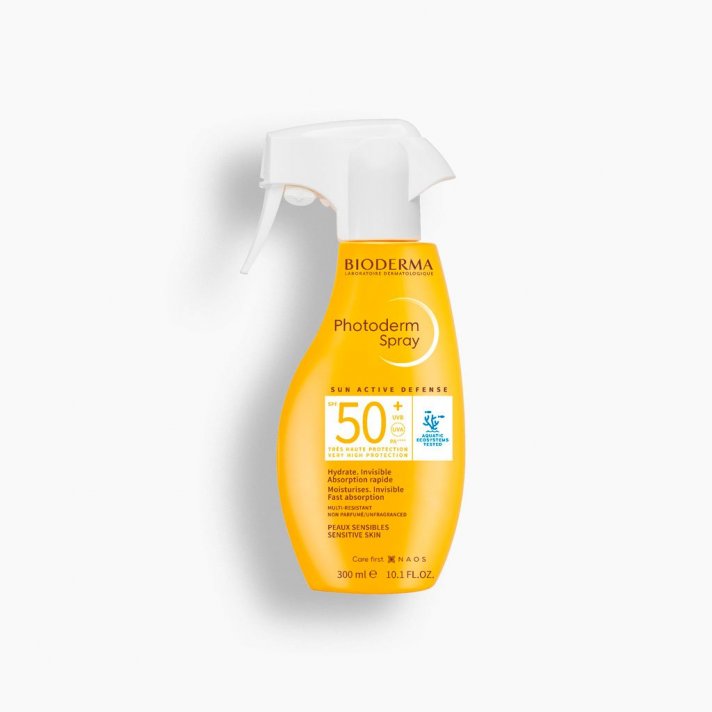 BIODERMA
LABORATOIRE DERMATOLOGIQUE
Photoderm
Spray
SUN ACTIVE DEFENSE
SPF
50+
UVB
UVA
PA++++
TRÈS HAUTE PROTECTION
VERY HIGH PROTECTION
AQUATIC
ECOSYSTEMS
TESTED
Hydrate. Invisible
Absorption rapide
Moisturises. Invisible
Fast absorption
MULTI-RESISTANT
NON PARFUMÉ/UNFRAGRANCED
PEAUX SENSIBLES
SENSITIVE SKIN
Care first NAOS
300 ml e 10.1 FL.OZ.